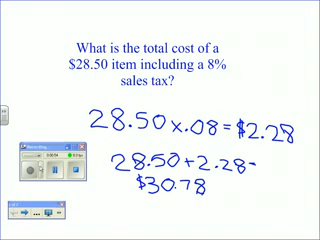 What is the total cost of a
$28.50 item including a 8%
sales tax?
28.50 x .08 = $2.28
28.50 + 2.28 =
$30.78
Recording